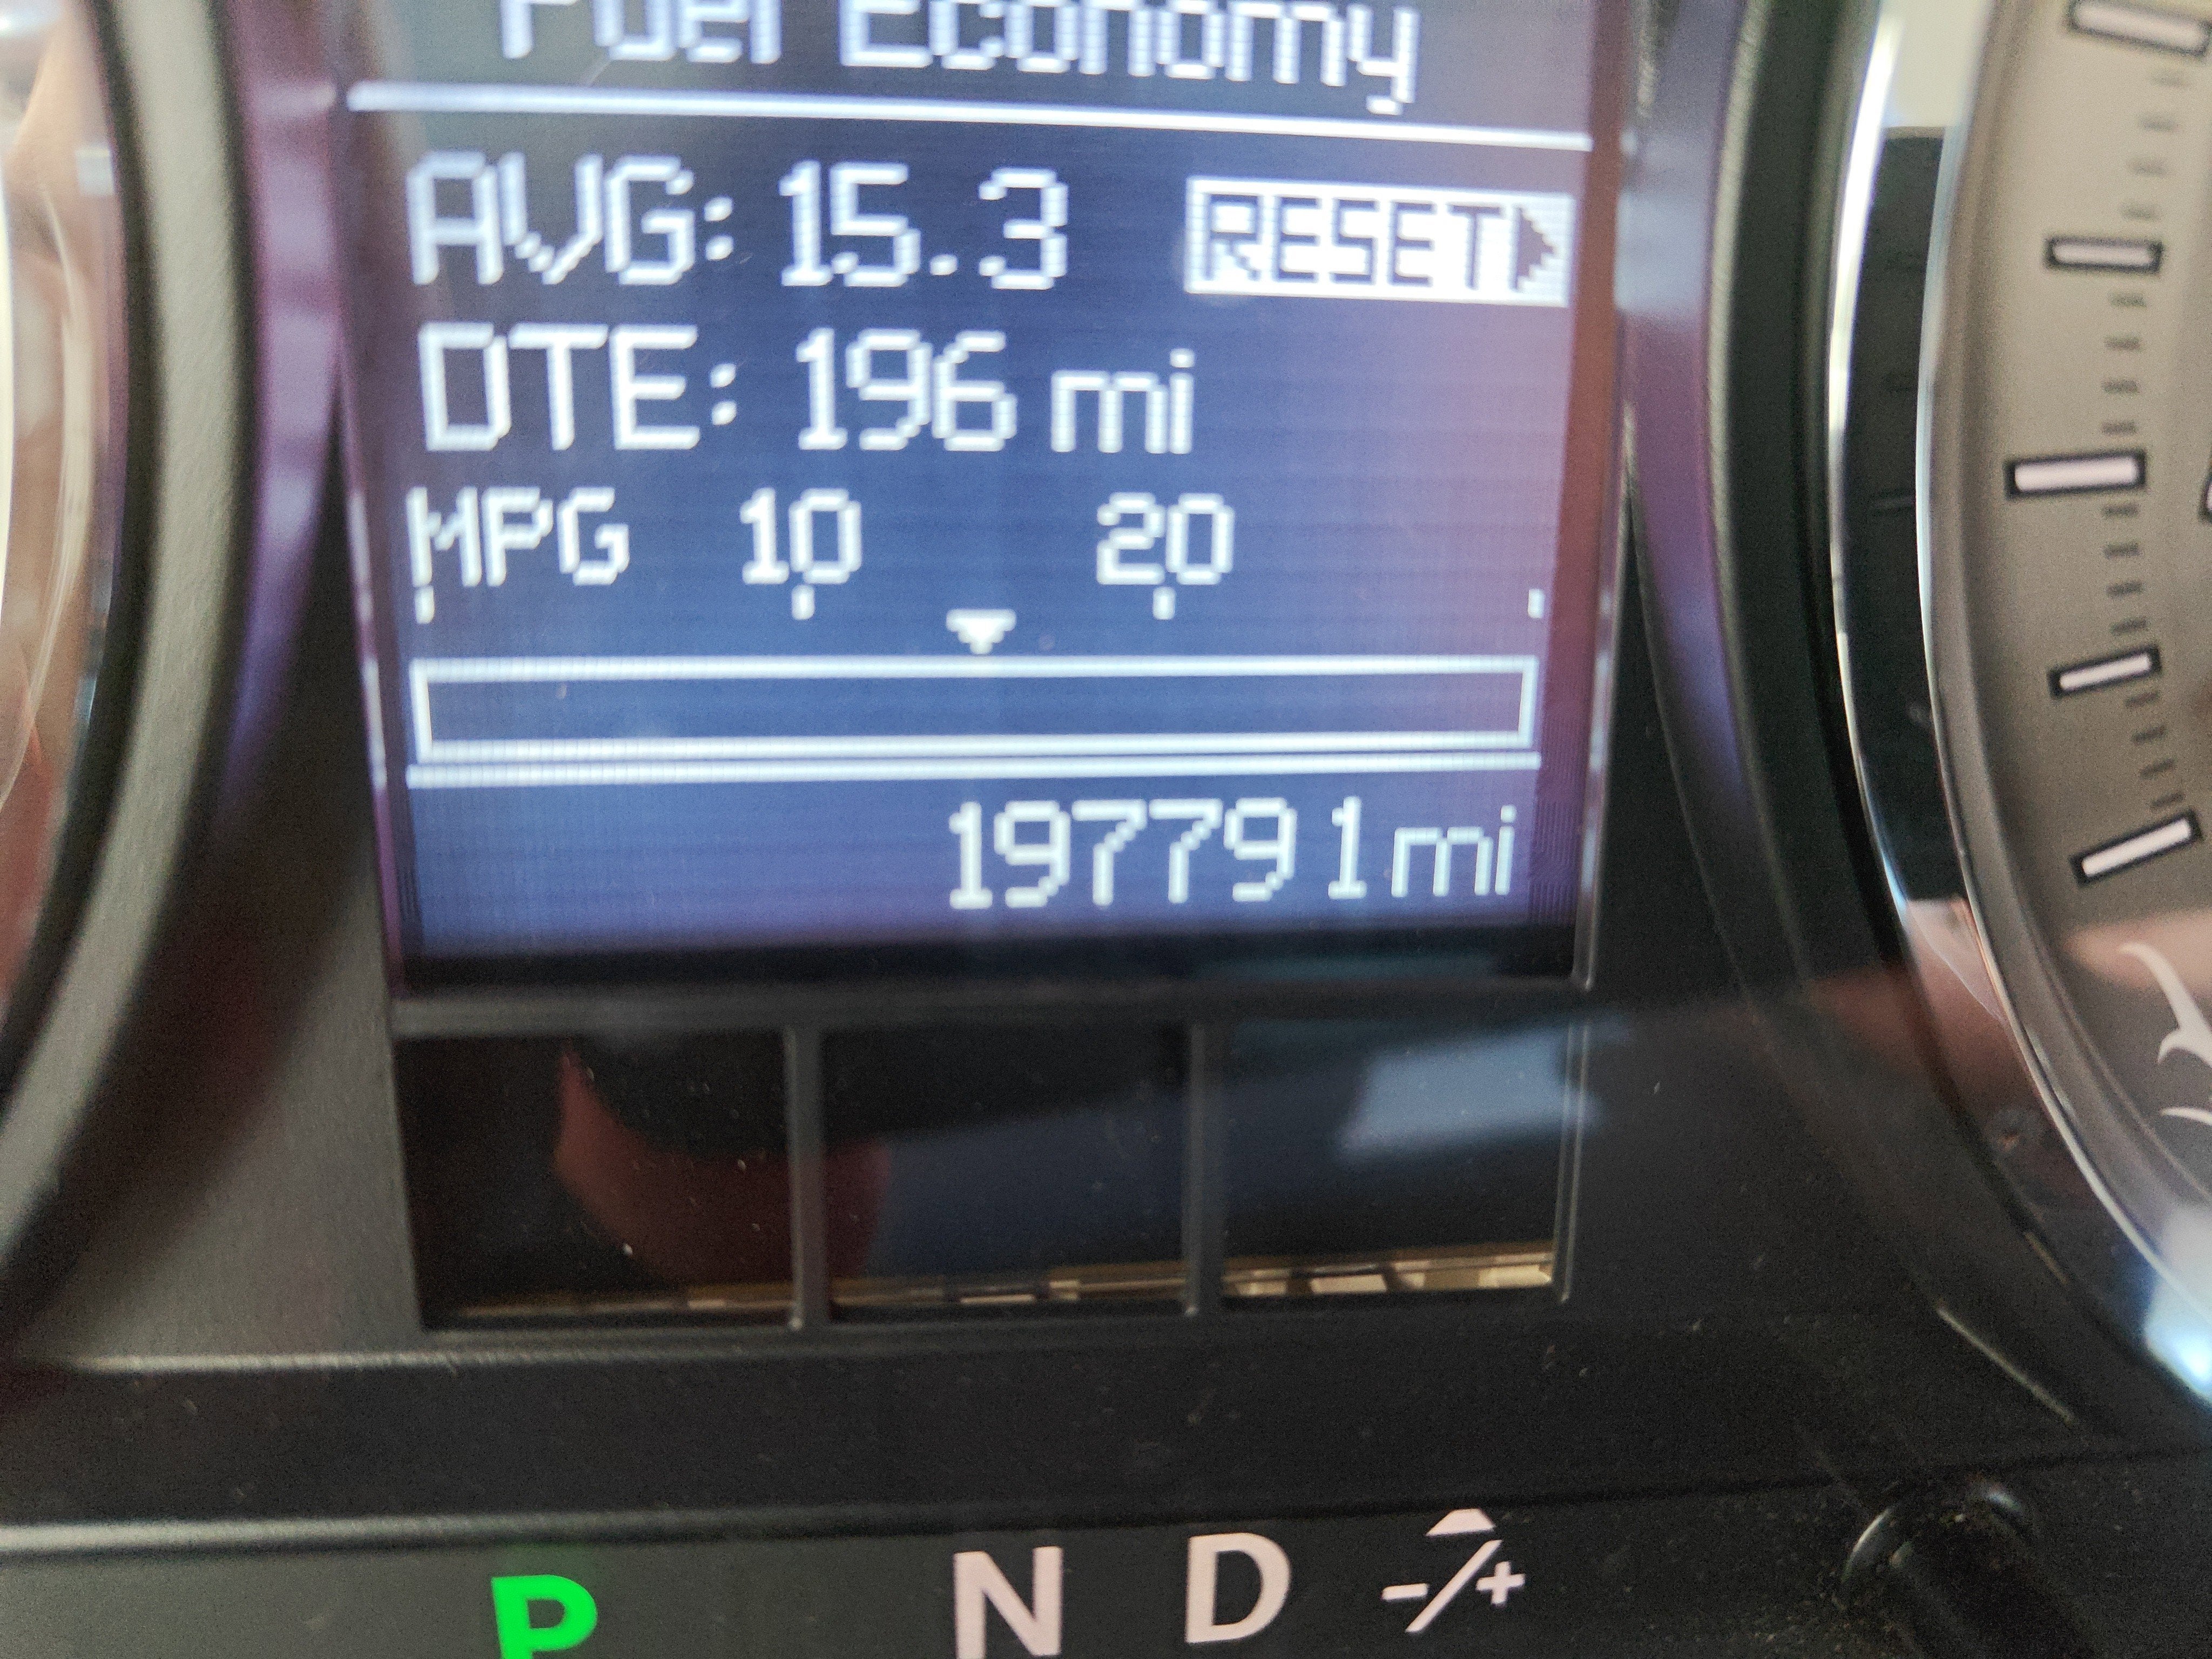 Fuel Economy
AVG: 15.3 RESET
DTE: 196 mi
MPG 10 20
197791 mi
P N D -/+